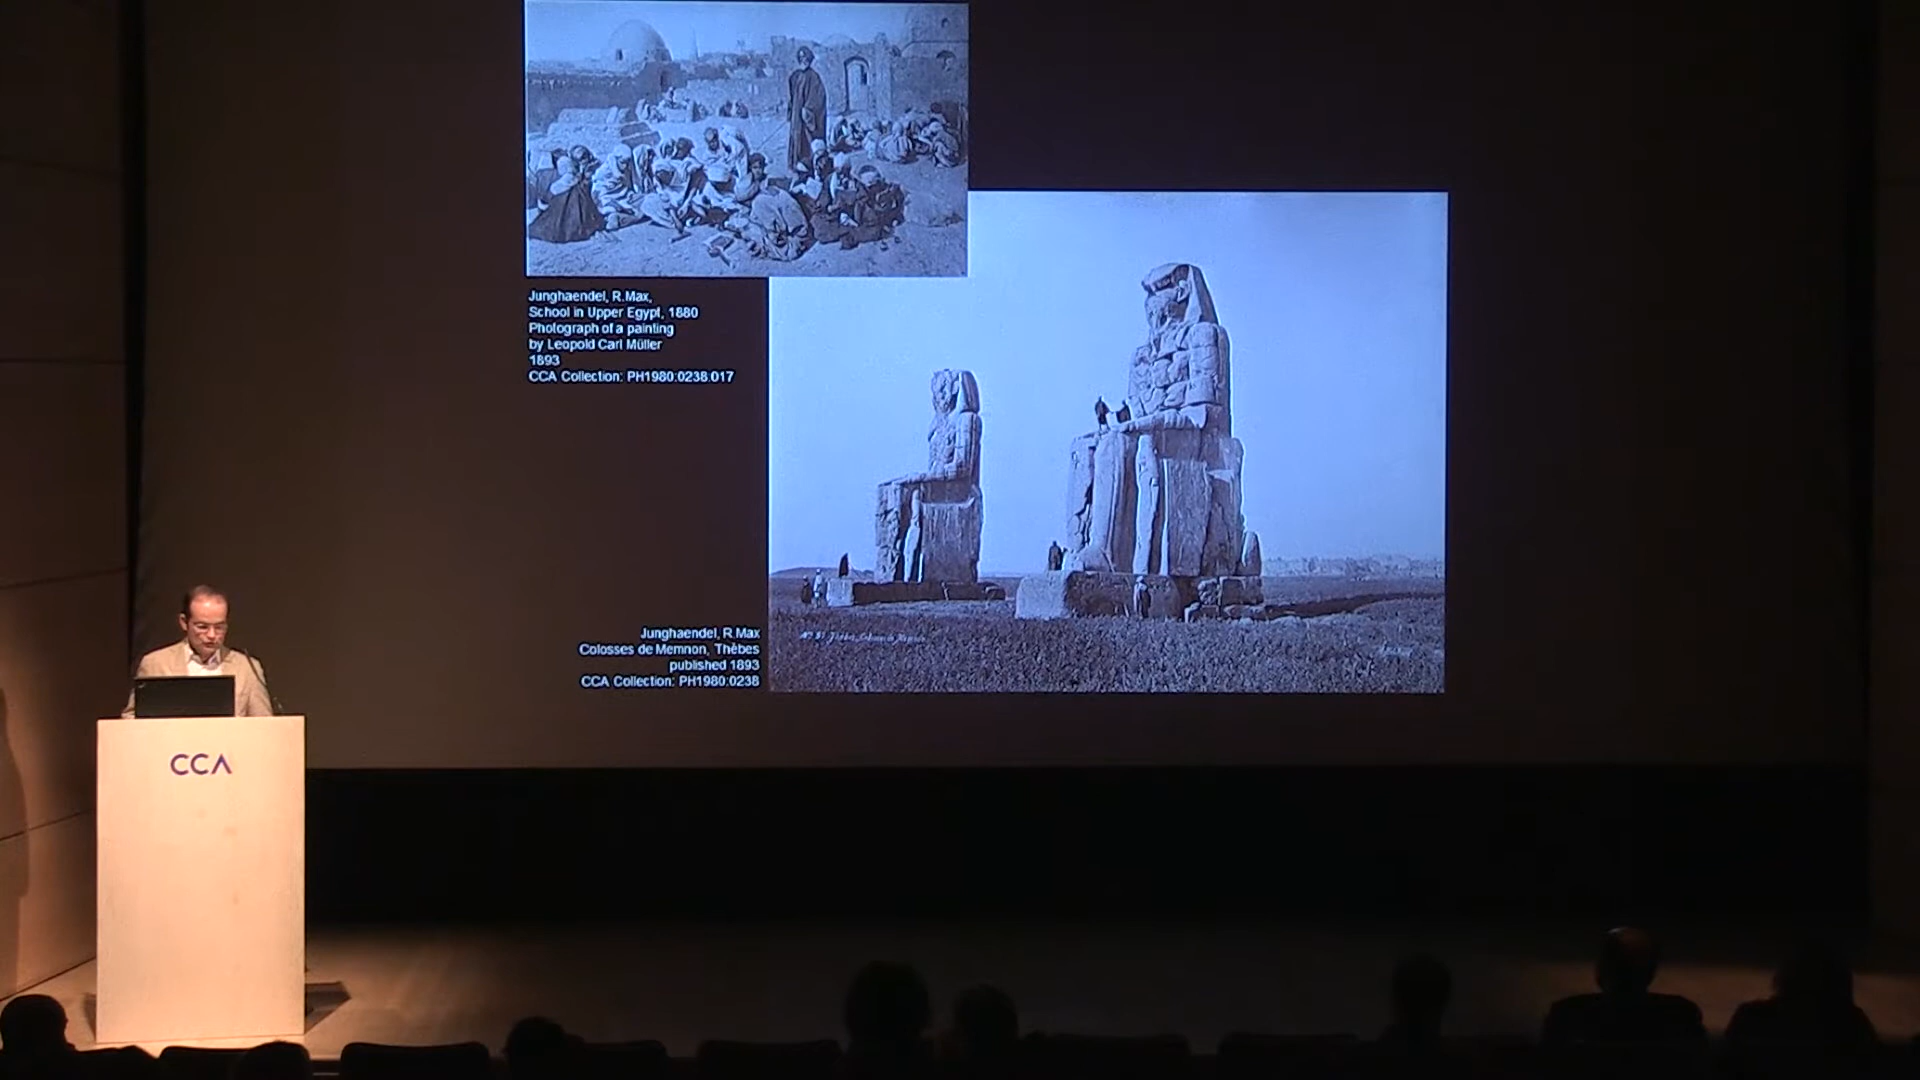 Junghaendel, R.Max,
School in Upper Egypt, 1880
Photograph of a painting
by Leopold Carl Müller
1893
CCA Collection: PH1980:0238:017
Junghaendel, R.Max
Colosses de Memnon, Thèbes
published 1893
CCA Collection: PH1980:0238
CCA